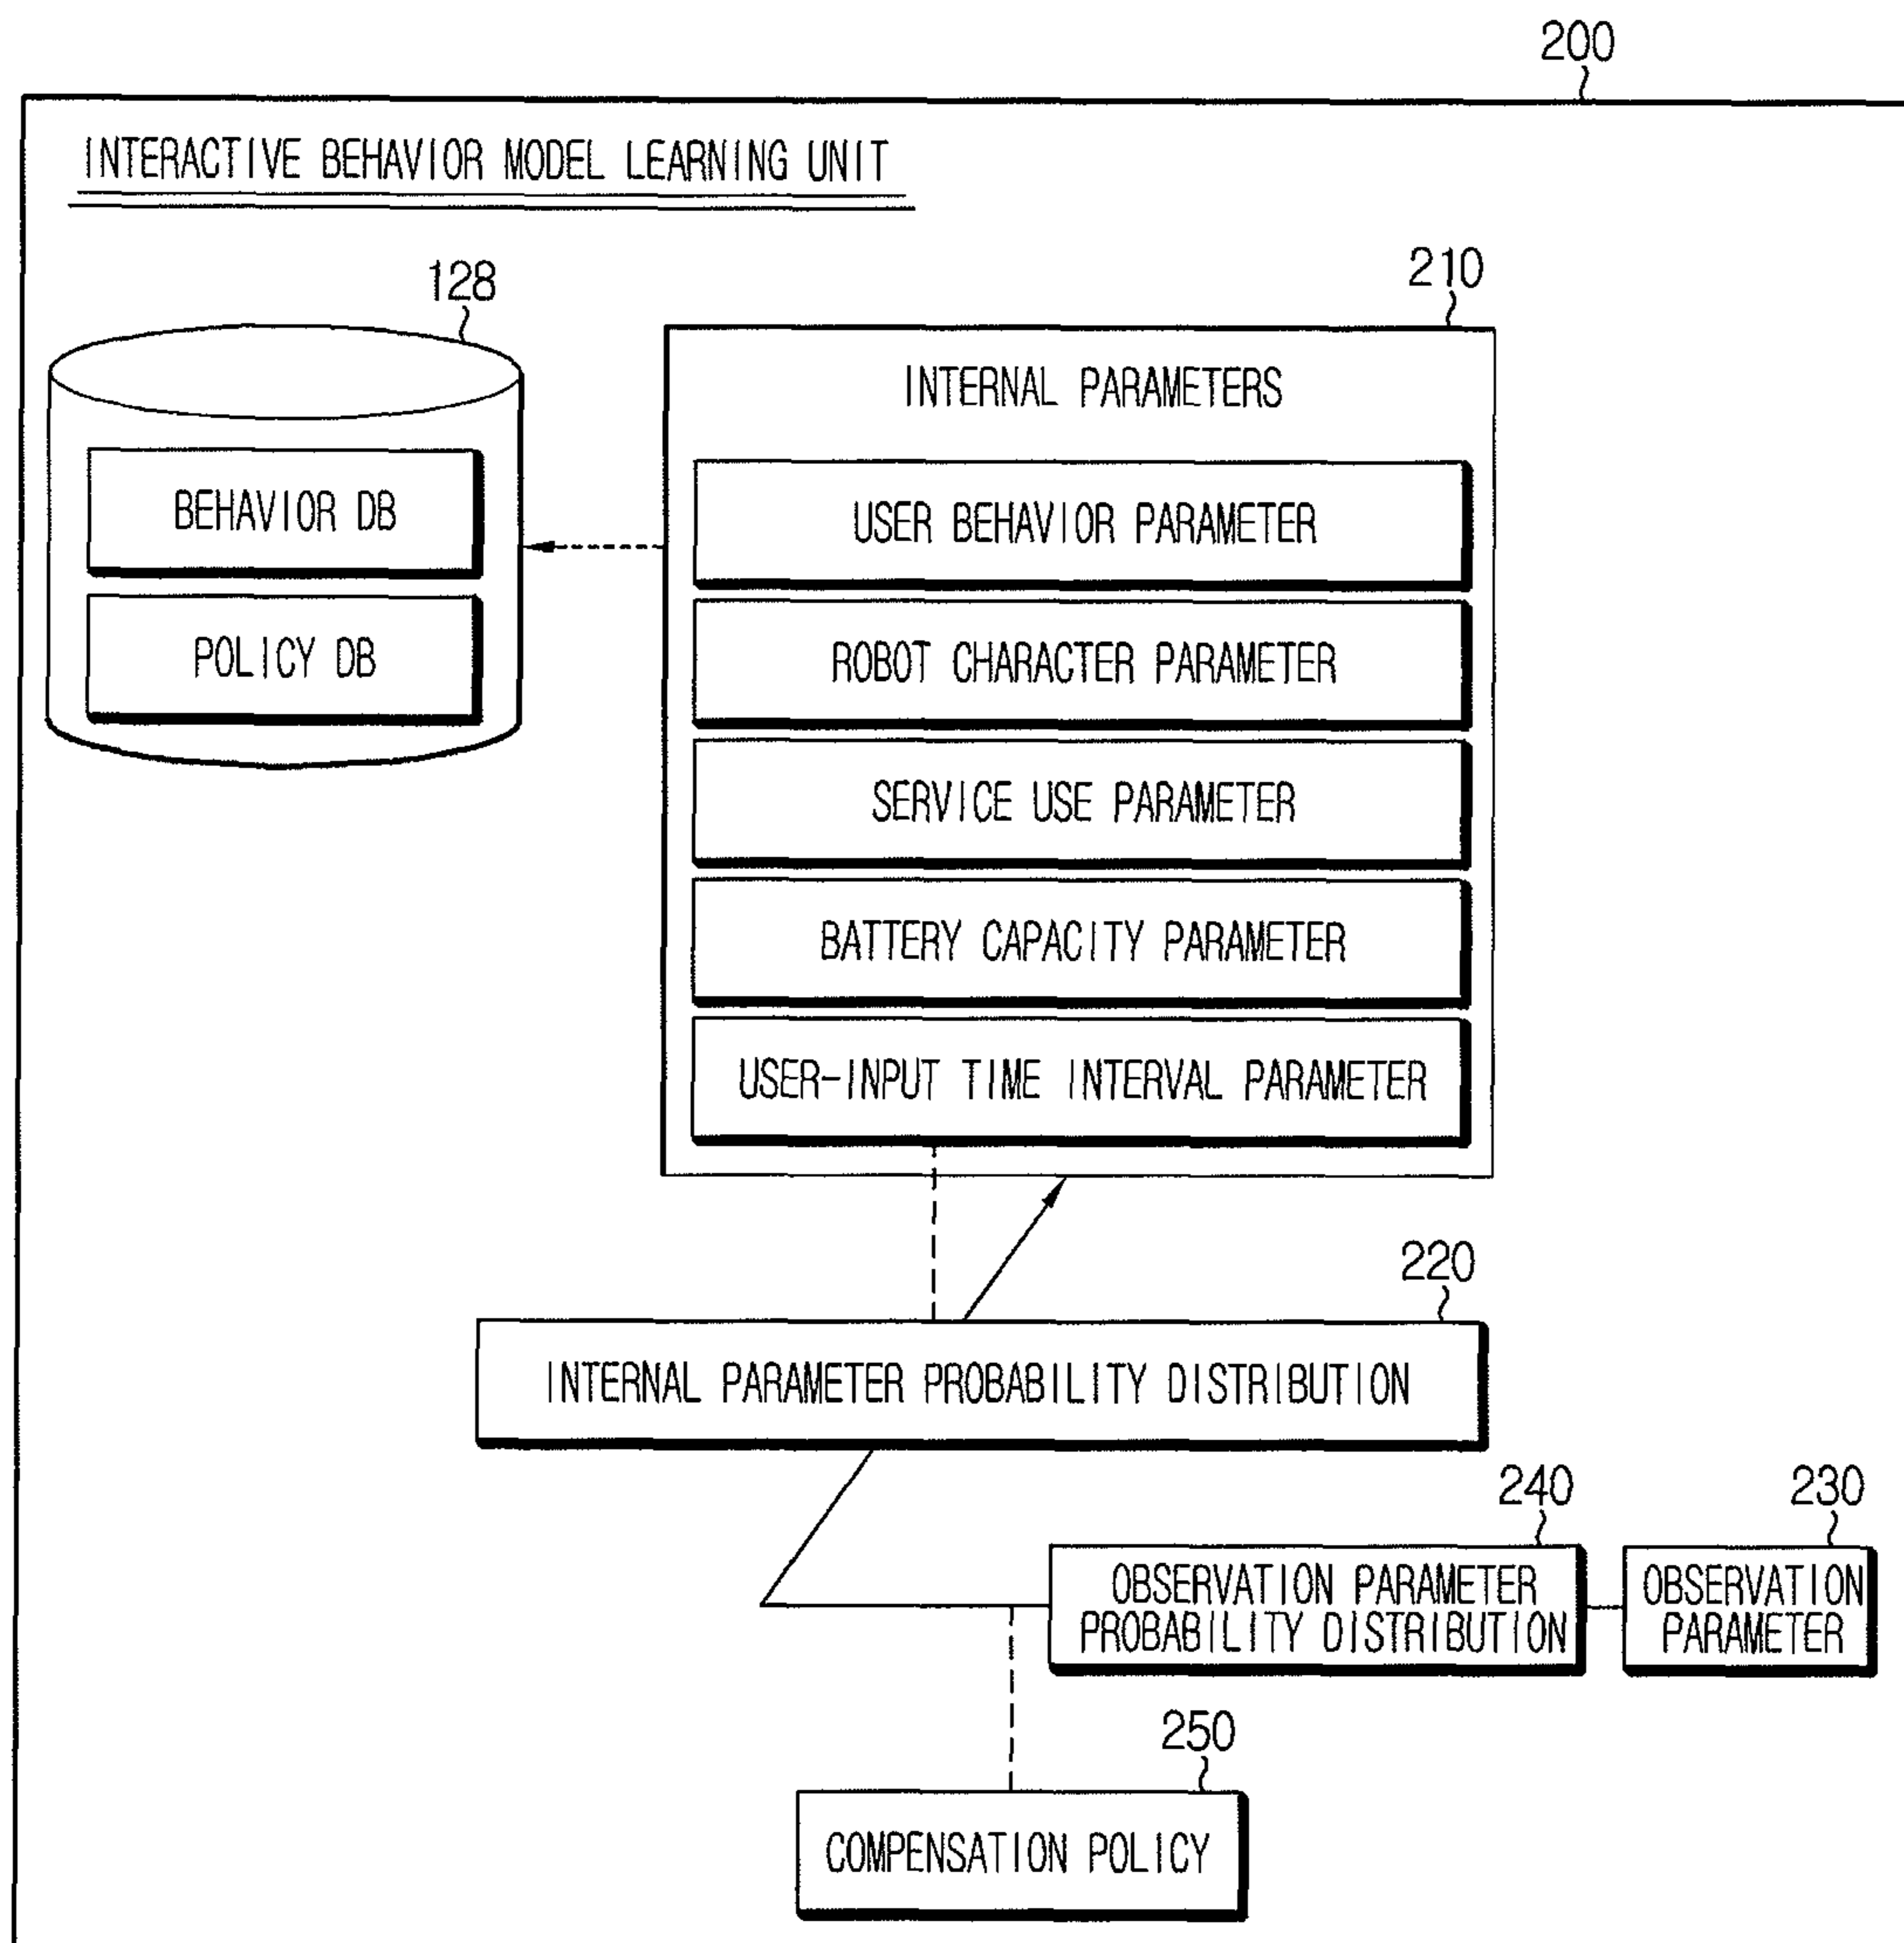 200
INTERACTIVE BEHAVIOR MODEL LEARNING UNIT
128
BEHAVIOR DB
POLICY DB
210
INTERNAL PARAMETERS
USER BEHAVIOR PARAMETER
ROBOT CHARACTER PARAMETER
SERVICE USE PARAMETER
BATTERY CAPACITY PARAMETER
USER-INPUT TIME INTERVAL PARAMETER
220
INTERNAL PARAMETER PROBABILITY DISTRIBUTION
240
OBSERVATION PARAMETER
PROBABILITY DISTRIBUTION
230
OBSERVATION
PARAMETER
250
COMPENSATION POLICY